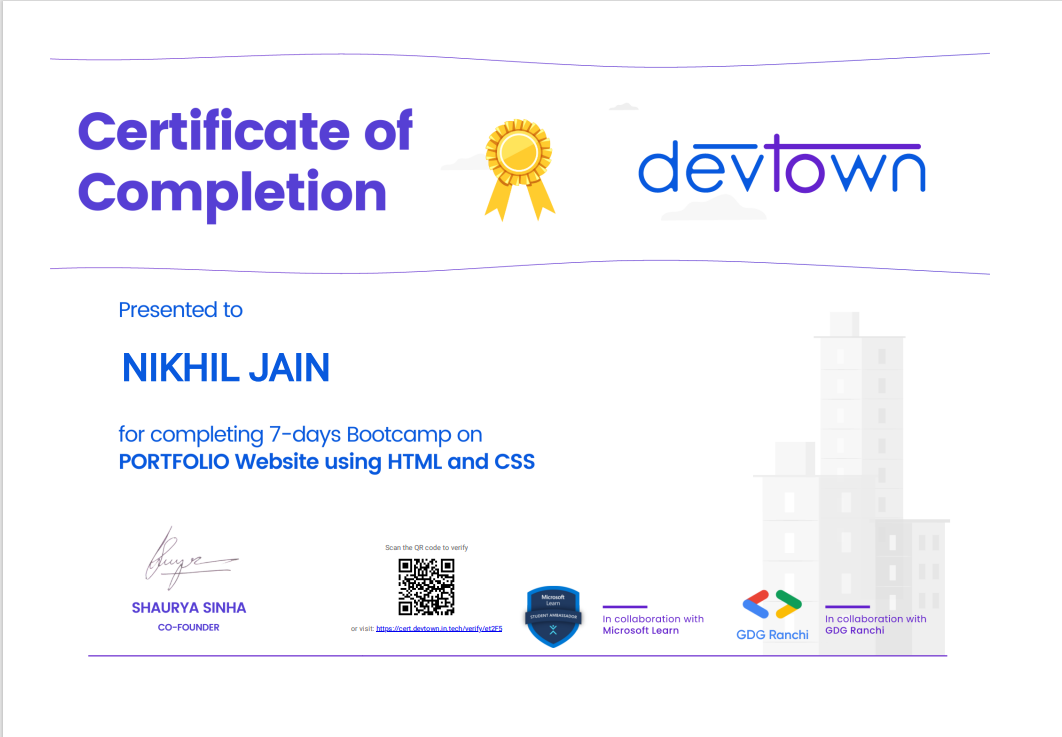 Certificate of
Completion
devtown
Presented to
NIKHIL JAIN
for completing 7-days Bootcamp on
PORTFOLIO Website using HTML and CSS
SHAURYA SINHA
CO-FOUNDER
Scan the QR code to verify
or visit: https://cert.devtown.in.tech/verify/et2F5
Microsoft
Learn
STUDENT AMBASSADOR
In collaboration with
Microsoft Learn
GDG Ranchi
In collaboration with
GDG Ranchi